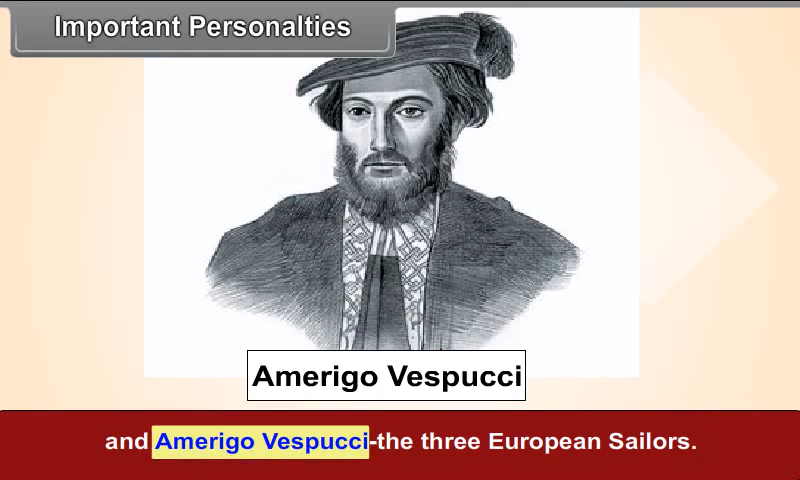 Important Personalties
Amerigo Vespucci
and Amerigo Vespucci-the three European Sailors.